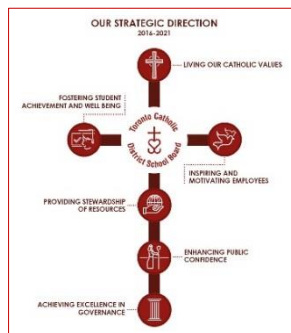 OUR STRATEGIC DIRECTION
2016-2021
LIVING OUR CATHOLIC VALUES
FOSTERING STUDENT
ACHIEVEMENT AND WELL BEING
Toronto Catholic
District School Board
INSPIRING AND
MOTIVATING EMPLOYEES
PROVIDING STEWARDSHIP
OF RESOURCES
ENHANCING PUBLIC
CONFIDENCE
ACHIEVING EXCELLENCE IN
GOVERNANCE